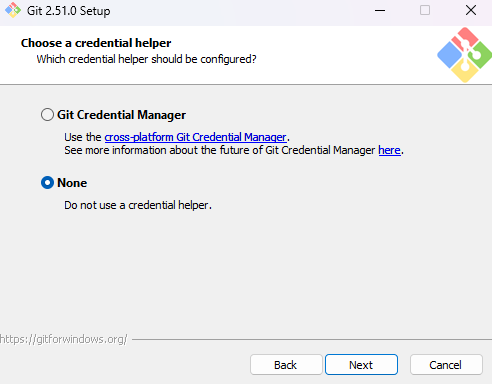 Git 2.51.0 Setup
Choose a credential helper
Which credential helper should be configured?
Git Credential Manager
Use the cross-platform Git Credential Manager.
See more information about the future of Git Credential Manager here.
None
Do not use a credential helper.
https://gitforwindows.org/
Back Next Cancel